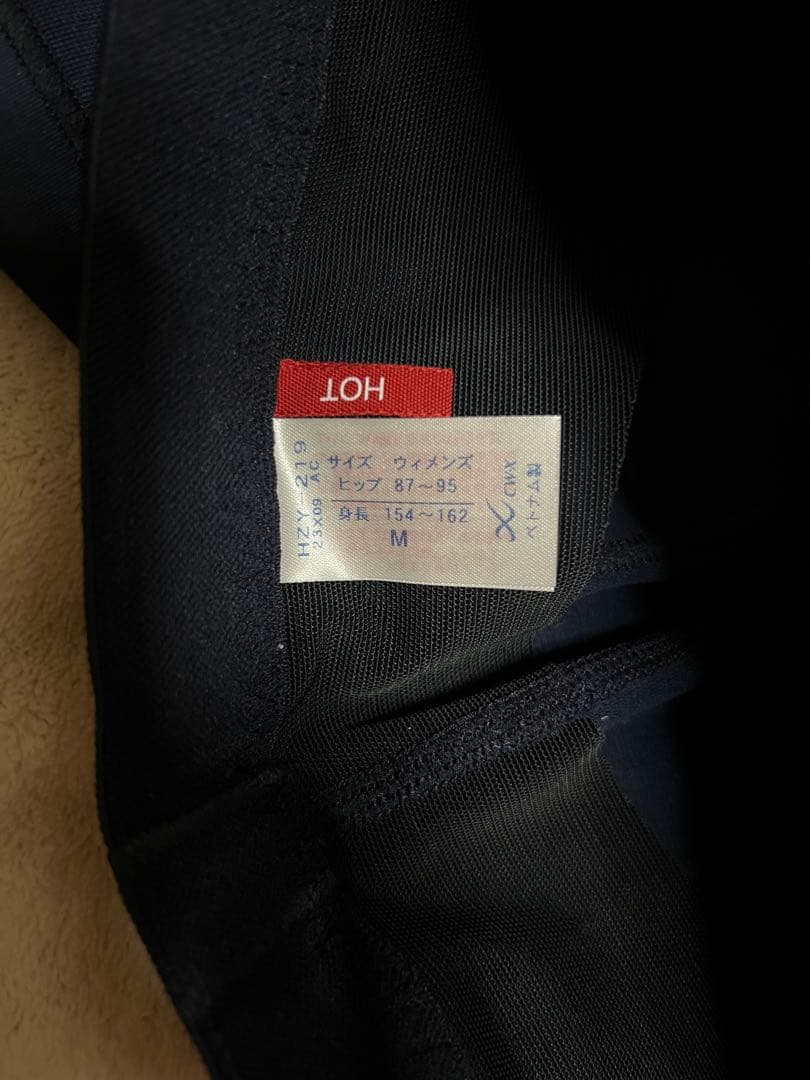 HOT
HZY-219
23X09 AC
サイズ ウィメンズ
ヒップ 87～95
身長 154～162
M
CWX
ベトナム製